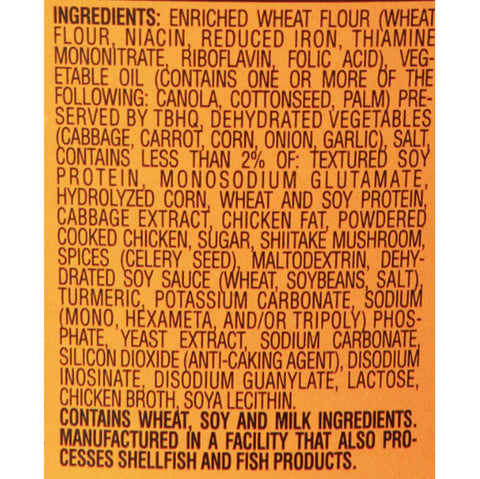 INGREDIENTS: ENRICHED WHEAT FLOUR (WHEAT
FLOUR, NIACIN, REDUCED IRON, THIAMINE
MONONITRATE, RIBOFLAVIN, FOLIC ACID), VEG-
ETABLE OIL (CONTAINS ONE OR MORE OF THE
FOLLOWING: CANOLA, COTTONSEED, PALM) PRE-
SERVED BY TBHQ, DEHYDRATED VEGETABLES
(CABBAGE, CARROT, CORN, ONION, GARLIC), SALT,
CONTAINS LESS THAN 2% OF: TEXTURED SOY
PROTEIN, MONOSODIUM GLUTAMATE,
HYDROLYZED CORN, WHEAT AND SOY PROTEIN,
CABBAGE EXTRACT, CHICKEN FAT, POWDERED
COOKED CHICKEN, SUGAR, SHIITAKE MUSHROOM,
SPICES (CELERY SEED), MALTODEXTRIN, DEHY-
DRATED SOY SAUCE (WHEAT, SOYBEANS, SALT),
TURMERIC, POTASSIUM CARBONATE, SODIUM
(MONO, HEXAMETA, AND/OR TRIPOLY) PHOS-
PHATE, YEAST EXTRACT, SODIUM CARBONATE,
SILICON DIOXIDE (ANTI-CAKING AGENT), DISODIUM
INOSINATE, DISODIUM GUANYLATE, LACTOSE,
CHICKEN BROTH, SOYA LECITHIN.
CONTAINS WHEAT, SOY AND MILK INGREDIENTS.
MANUFACTURED IN A FACILITY THAT ALSO PRO-
CESSES SHELLFISH AND FISH PRODUCTS.